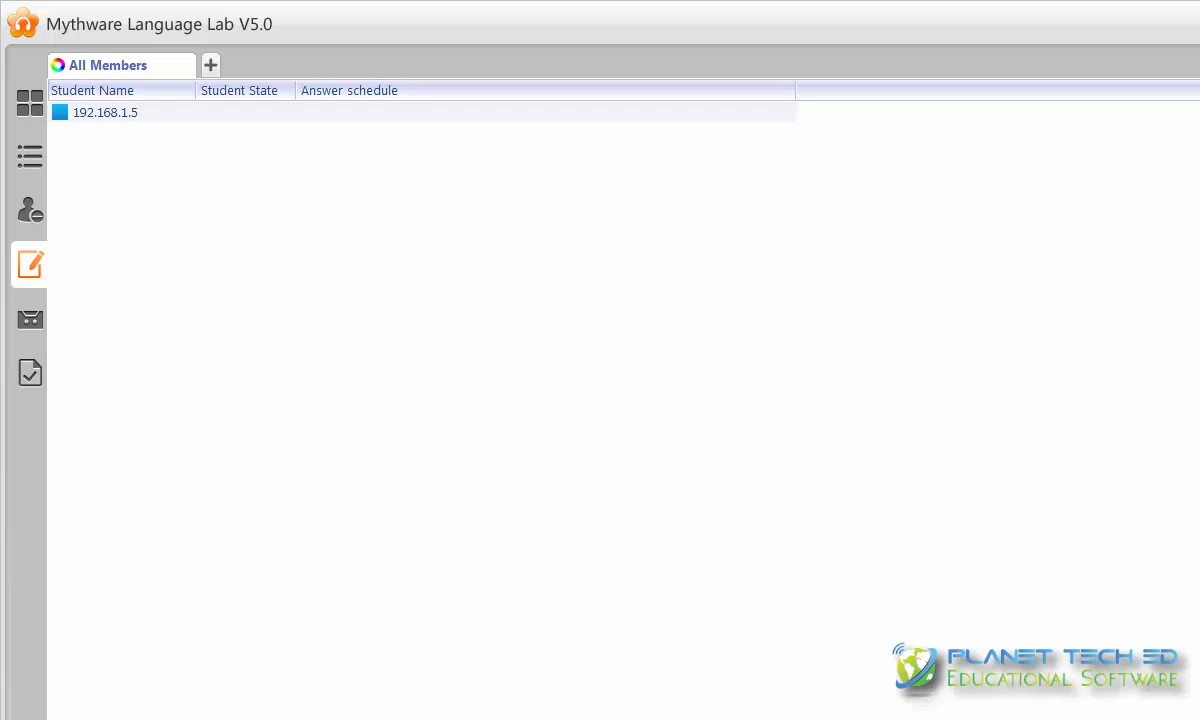 Mythware Language Lab V5.0
All Members
Student Name Student State Answer schedule
192.168.1.5
PLANET TECH ED
EDUCATIONAL SOFTWARE